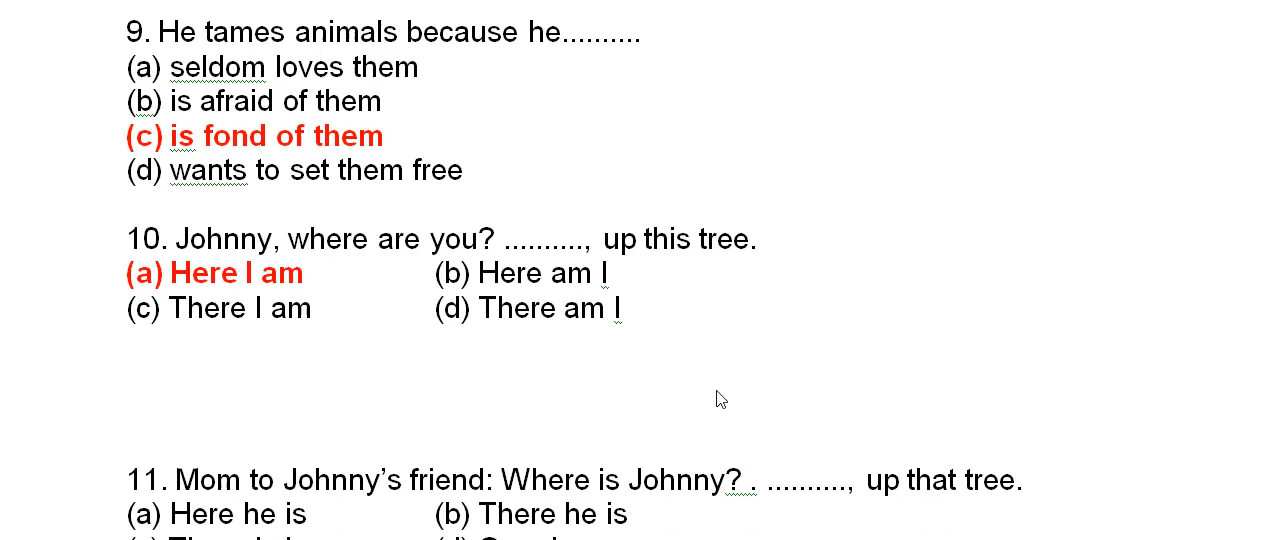 9. He tames animals because he..........
(a) seldom loves them
(b) is afraid of them
(c) is fond of them
(d) wants to set them free
10. Johnny, where are you? .........., up this tree.
(a) Here I am (b) Here am I
(c) There I am (d) There am I
11. Mom to Johnny’s friend: Where is Johnny? . .........., up that tree.
(a) Here he is (b) There he is